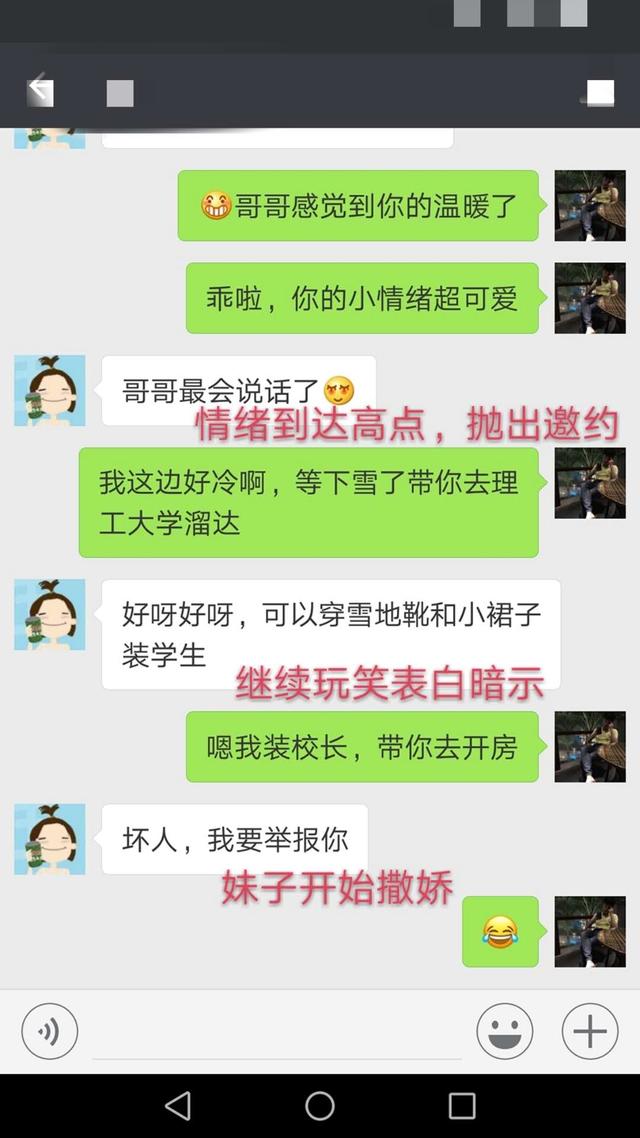 哥哥感觉到你的温暖了
乖啦，你的小情绪超可爱
哥哥最会说话了
情绪到达高点，抛出邀约
我这边好冷啊，等下雪了带你去理
工大学溜达
好呀好呀，可以穿雪地靴和小裙子
装学生
继续玩笑表白暗示
嗯我装校长，带你去开房
坏人，我要举报你
妹子开始撒娇